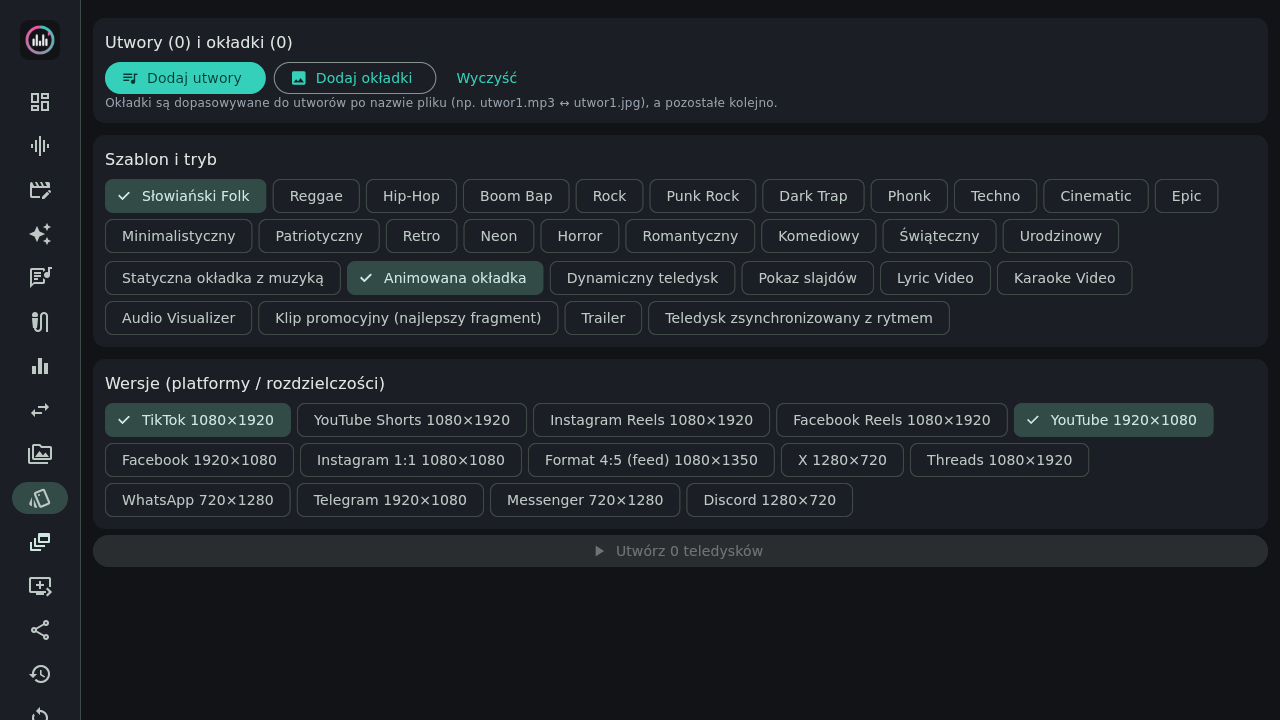 Utwory (0) i okładki (0)
Dodaj utwory Dodaj okładki Wyczyść
Okładki są dopasowywane do utworów po nazwie pliku (np. utwor1.mp3 ↔ utwor1.jpg), a pozostałe kolejno.
Szablon i tryb
Słowiański Folk Reggae Hip-Hop Boom Bap Rock Punk Rock Dark Trap Phonk Techno Cinematic Epic
Minimalistyczny Patriotyczny Retro Neon Horror Romantyczny Komediowy Świąteczny Urodzinowy
Statyczna okładka z muzyką Animowana okładka Dynamiczny teledysk Pokaz slajdów Lyric Video Karaoke Video
Audio Visualizer Klip promocyjny (najlepszy fragment) Trailer Teledysk zsynchronizowany z rytmem
Wersje (platformy / rozdzielczości)
TikTok 1080×1920 YouTube Shorts 1080×1920 Instagram Reels 1080×1920 Facebook Reels 1080×1920 YouTube 1920×1080
Facebook 1920×1080 Instagram 1:1 1080×1080 Format 4:5 (feed) 1080×1350 X 1280×720 Threads 1080×1920
WhatsApp 720×1280 Telegram 1920×1080 Messenger 720×1280 Discord 1280×720
Utwórz 0 teledysków